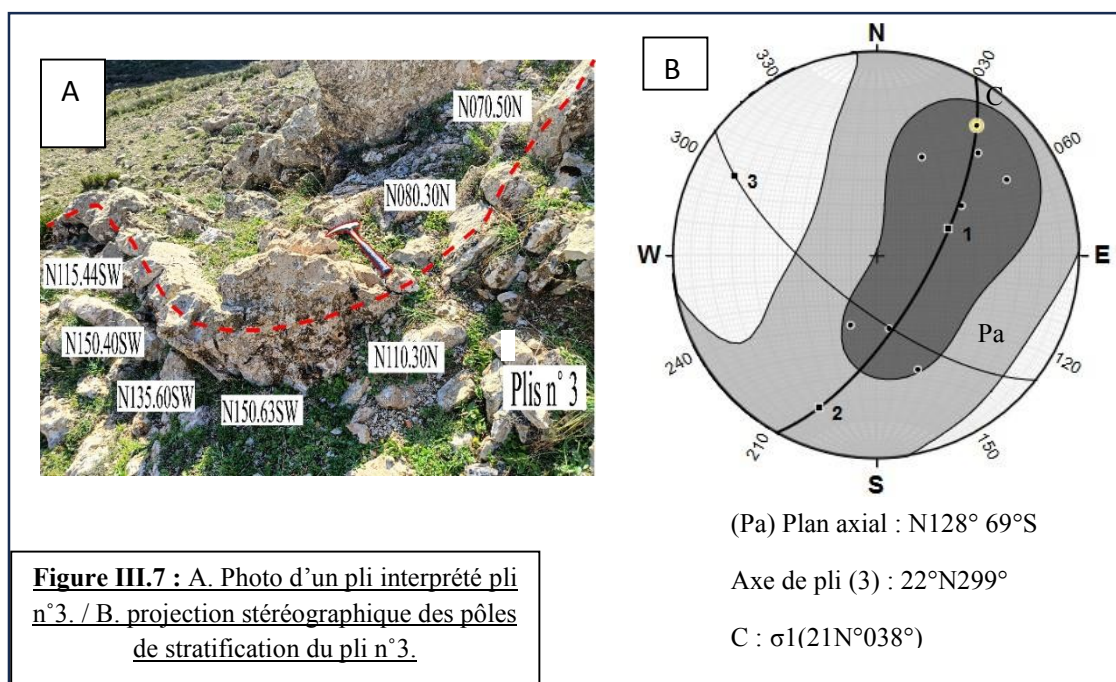 A
N070.50N
N080.30N
N115.44SW
N150.40SW
N135.60SW
N150.63SW
N110.30N
Plis n° 3
B
N
030
C
060
E
120
Pa
150
S
210
240
W
300
330
1
2
3
(Pa) Plan axial : N128° 69°S
Axe de pli (3) : 22°N299°
C : σ1(21N°038°)
Figure III.7 : A. Photo d’un pli interprété pli
n°3. / B. projection stéréographique des pôles
de stratification du pli n°3.